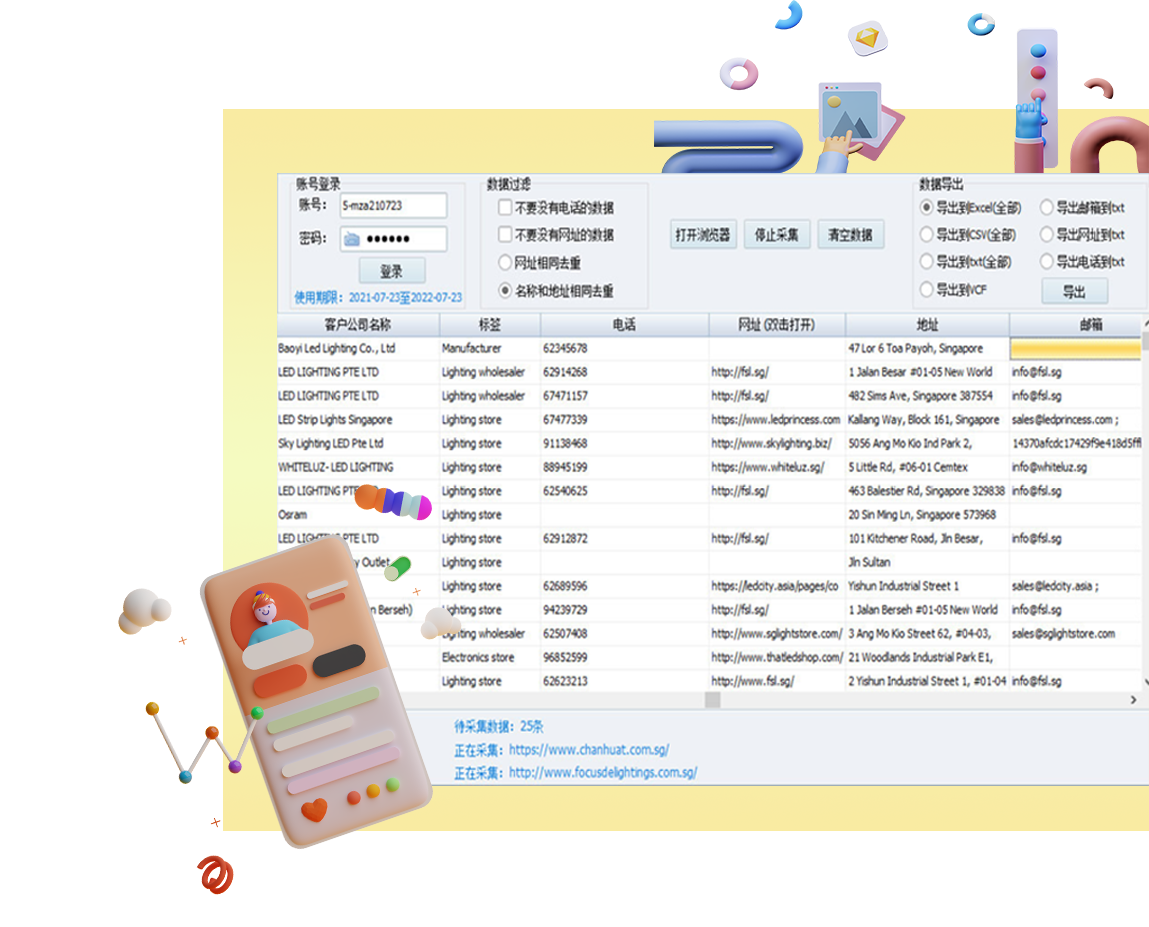 账号登录
账号：
5-mza210723
密码：
●●●●●●
登录
使用期限：2021-07-23至2022-07-23
数据过滤
不要没有电话的数据
不要没有网址的数据
网址相同去重
名称和地址相同去重
打开浏览器 停止采集 清空数据
数据导出
导出到Excel(全部) 导出邮箱到txt
导出到CSV(全部) 导出网址到txt
导出到txt(全部) 导出电话到txt
导出到VCF 导出
客户公司名称 标签 电话 网址 (双击打开) 地址 邮箱
Baoyi Led Lighting Co., Ltd Manufacturer 62345678 47 Lor 6 Toa Payoh, Singapore
LED LIGHTING PTE LTD Lighting wholesaler 62914268 http://fsl.sg/ 1 Jalan Besar #01-05 New World info@fsl.sg
LED LIGHTING PTE LTD Lighting wholesaler 67471157 http://fsl.sg/ 482 Sims Ave, Singapore 387554 info@fsl.sg
LED Strip Lights Singapore Lighting store 67477339 https://www.ledprincess.com Kallang Way, Block 161, Singapore sales@ledprincess.com ;
Sky Lighting LED Pte Ltd Lighting store 91138468 http://www.skylighting.biz/ 5056 Ang Mo Kio Ind Park 2, 14370afcdc17429f9e418d5fff
WHITELUZ- LED LIGHTING Lighting store 88945199 https://www.whiteluz.sg/ 5 Little Rd, #06-01 Cemtex info@whiteluz.sg
LED LIGHTING PTE Lighting store 62540625 http://fsl.sg/ 463 Balestier Rd, Singapore 329838 info@fsl.sg
Osram Lighting store 20 Sin Ming Ln, Singapore 573968
LED LIGHTING PTE LTD Lighting store 62912872 http://fsl.sg/ 101 Kitchener Road, Jln Besar, info@fsl.sg
y Outlet Lighting store Jln Sultan
Lighting store 62689596 https://ledcity.asia/pages/co Yishun Industrial Street 1 sales@ledcity.asia ;
n Berseh) Lighting store 94239729 http://fsl.sg/ 1 Jalan Berseh #01-05 New World info@fsl.sg
Lighting wholesaler 62507408 http://www.sglightstore.com/ 3 Ang Mo Kio Street 62, #04-03, sales@sglightstore.com
Electronics store 96852599 http://www.thatledshop.com/ 21 Woodlands Industrial Park E1,
Lighting store 62623213 http://www.fsl.sg/ 2 Yishun Industrial Street 1, #01-04 info@fsl.sg
待采集数据：25条
正在采集：https://www.chanhuat.com.sg/
正在采集：http://www.focusdelightings.com.sg/